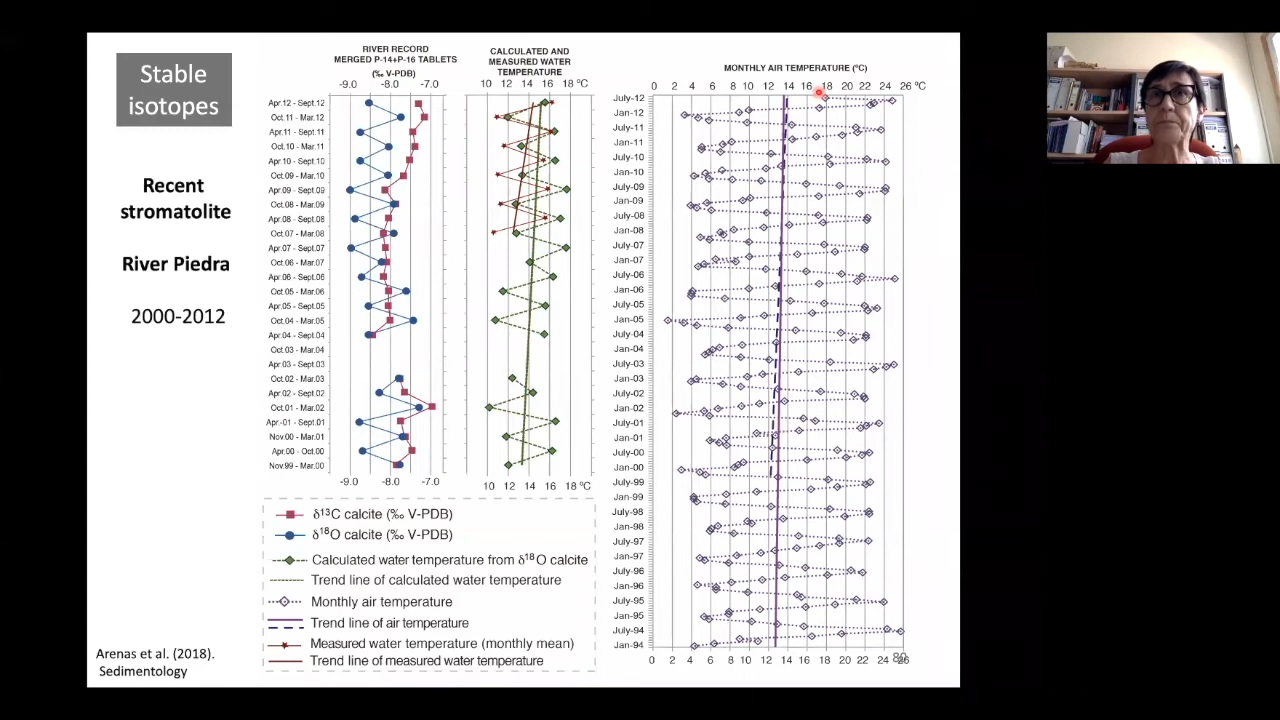 Stable
isotopes
Recent
stromatolite
River Piedra
2000-2012
Arenas et al. (2018).
Sedimentology
RIVER RECORD
MERGED P-14+P-16 TABLETS
(‰ V-PDB)
-9.0 -8.0 -7.0
Apr.12 - Sept.12
Oct.11 - Mar.12
Apr.11 - Sept.11
Oct.10 - Mar.11
Apr.10 - Sept.10
Oct.09 - Mar.10
Apr.09 - Sept.09
Oct.08 - Mar.09
Apr.08 - Sept.08
Oct.07 - Mar.08
Apr.07 - Sept.07
Oct.06 - Mar.07
Apr.06 - Sept.06
Oct.05 - Mar.06
Apr.05 - Sept.05
Oct.04 - Mar.05
Apr.04 - Sept.04
Oct.03 - Mar.04
Apr.03 - Sept.03
Oct.02 - Mar.03
Apr.02 - Sept.02
Oct.01 - Mar.02
Apr.-01 - Sept.01
Nov.00 - Mar.01
Apr.00 - Oct.00
Nov.99 - Mar.00
-9.0 -8.0 -7.0
CALCULATED AND
MEASURED WATER
TEMPERATURE
10 12 14 16 18 ºC
10 12 14 16 18 ºC
δ13C calcite (‰ V-PDB)
δ18O calcite (‰ V-PDB)
Calculated water temperature from δ18O calcite
Trend line of calculated water temperature
Monthly air temperature
Trend line of air temperature
Measured water temperature (monthly mean)
Trend line of measured water temperature
MONTHLY AIR TEMPERATURE (ºC)
0 2 4 6 8 10 12 14 16 18 20 22 24 26 ºC
July-12
Jan-12
July-11
Jan-11
July-10
Jan-10
July-09
Jan-09
July-08
Jan-08
July-07
Jan-07
July-06
Jan-06
July-05
Jan-05
July-04
Jan-04
July-03
Jan-03
July-02
Jan-02
July-01
Jan-01
July-00
Jan-00
July-99
Jan-99
July-98
Jan-98
July-97
Jan-97
July-96
Jan-96
July-95
Jan-95
July-94
Jan-94
0 2 4 6 8 10 12 14 16 18 20 22 24 26